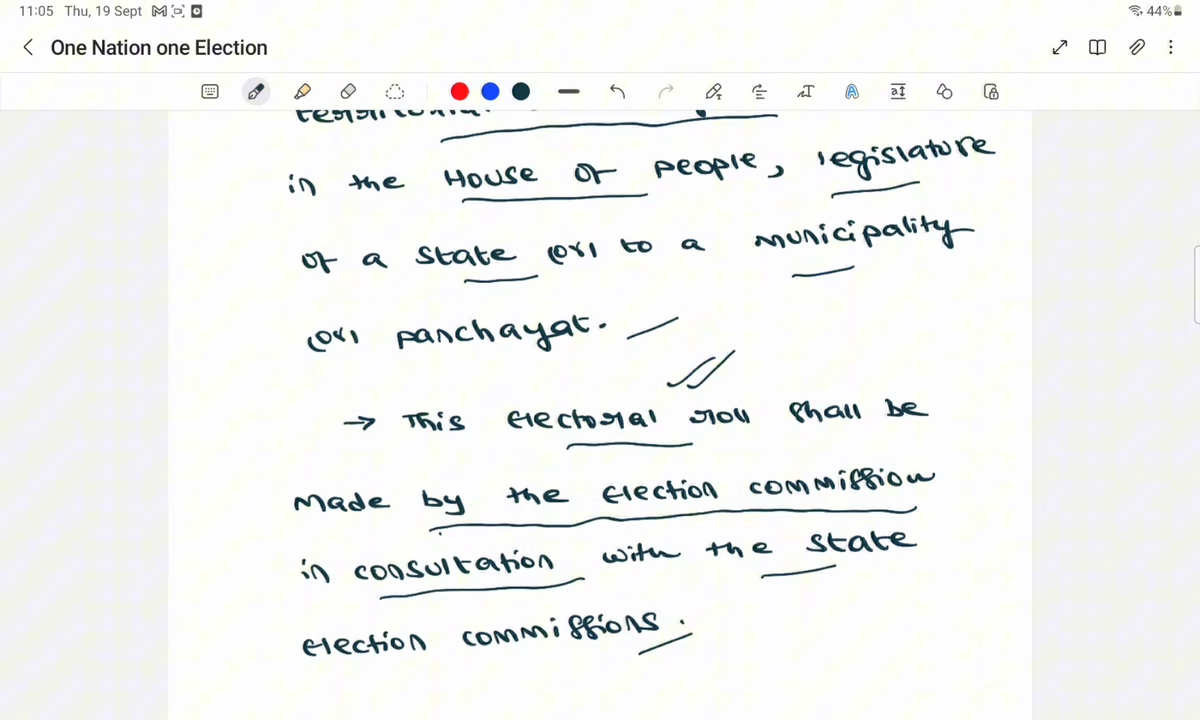 11:05 Thu, 19 Sept 44%
One Nation one Election
in the House of people, legislature
of a state (or) to a municipality
(or) panchayat.
→ This Electoral roll shall be
made by the Election commission
in consultation with the state
election commissions.